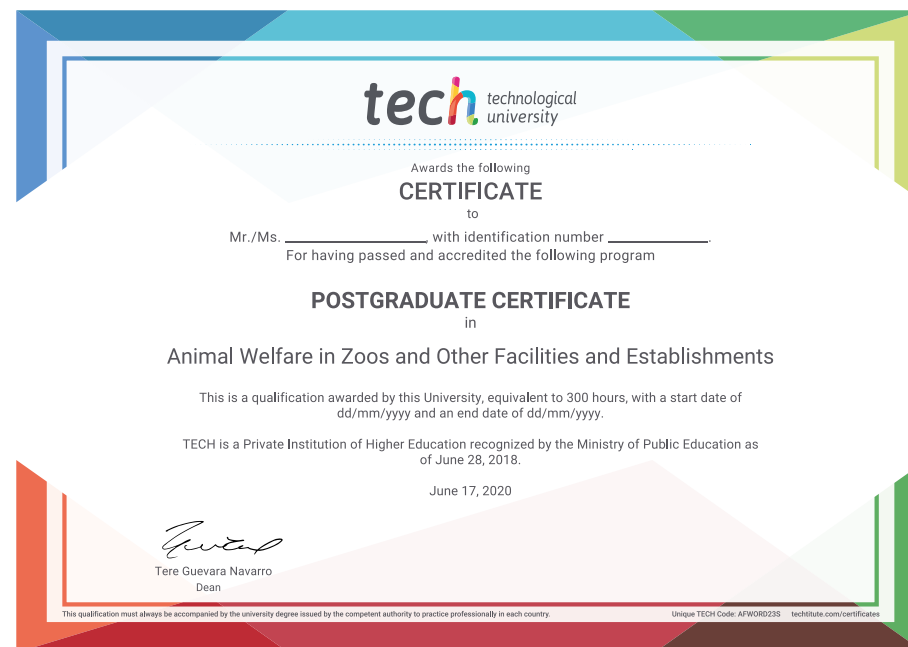 tech technological
university
Awards the following
CERTIFICATE
to
Mr./Ms. ____________, with identification number ____________.
For having passed and accredited the following program
POSTGRADUATE CERTIFICATE
in
Animal Welfare in Zoos and Other Facilities and Establishments
This is a qualification awarded by this University, equivalent to 300 hours, with a start date of
dd/mm/yyyy and an end date of dd/mm/yyyy.
TECH is a Private Institution of Higher Education recognized by the Ministry of Public Education as
of June 28, 2018.
June 17, 2020
Tere Guevara Navarro
Dean
This qualification must always be accompanied by the university degree issued by the competent authority to practice professionally in each country. Unique TECH Code: AFWORD23S techtitute.com/certificates